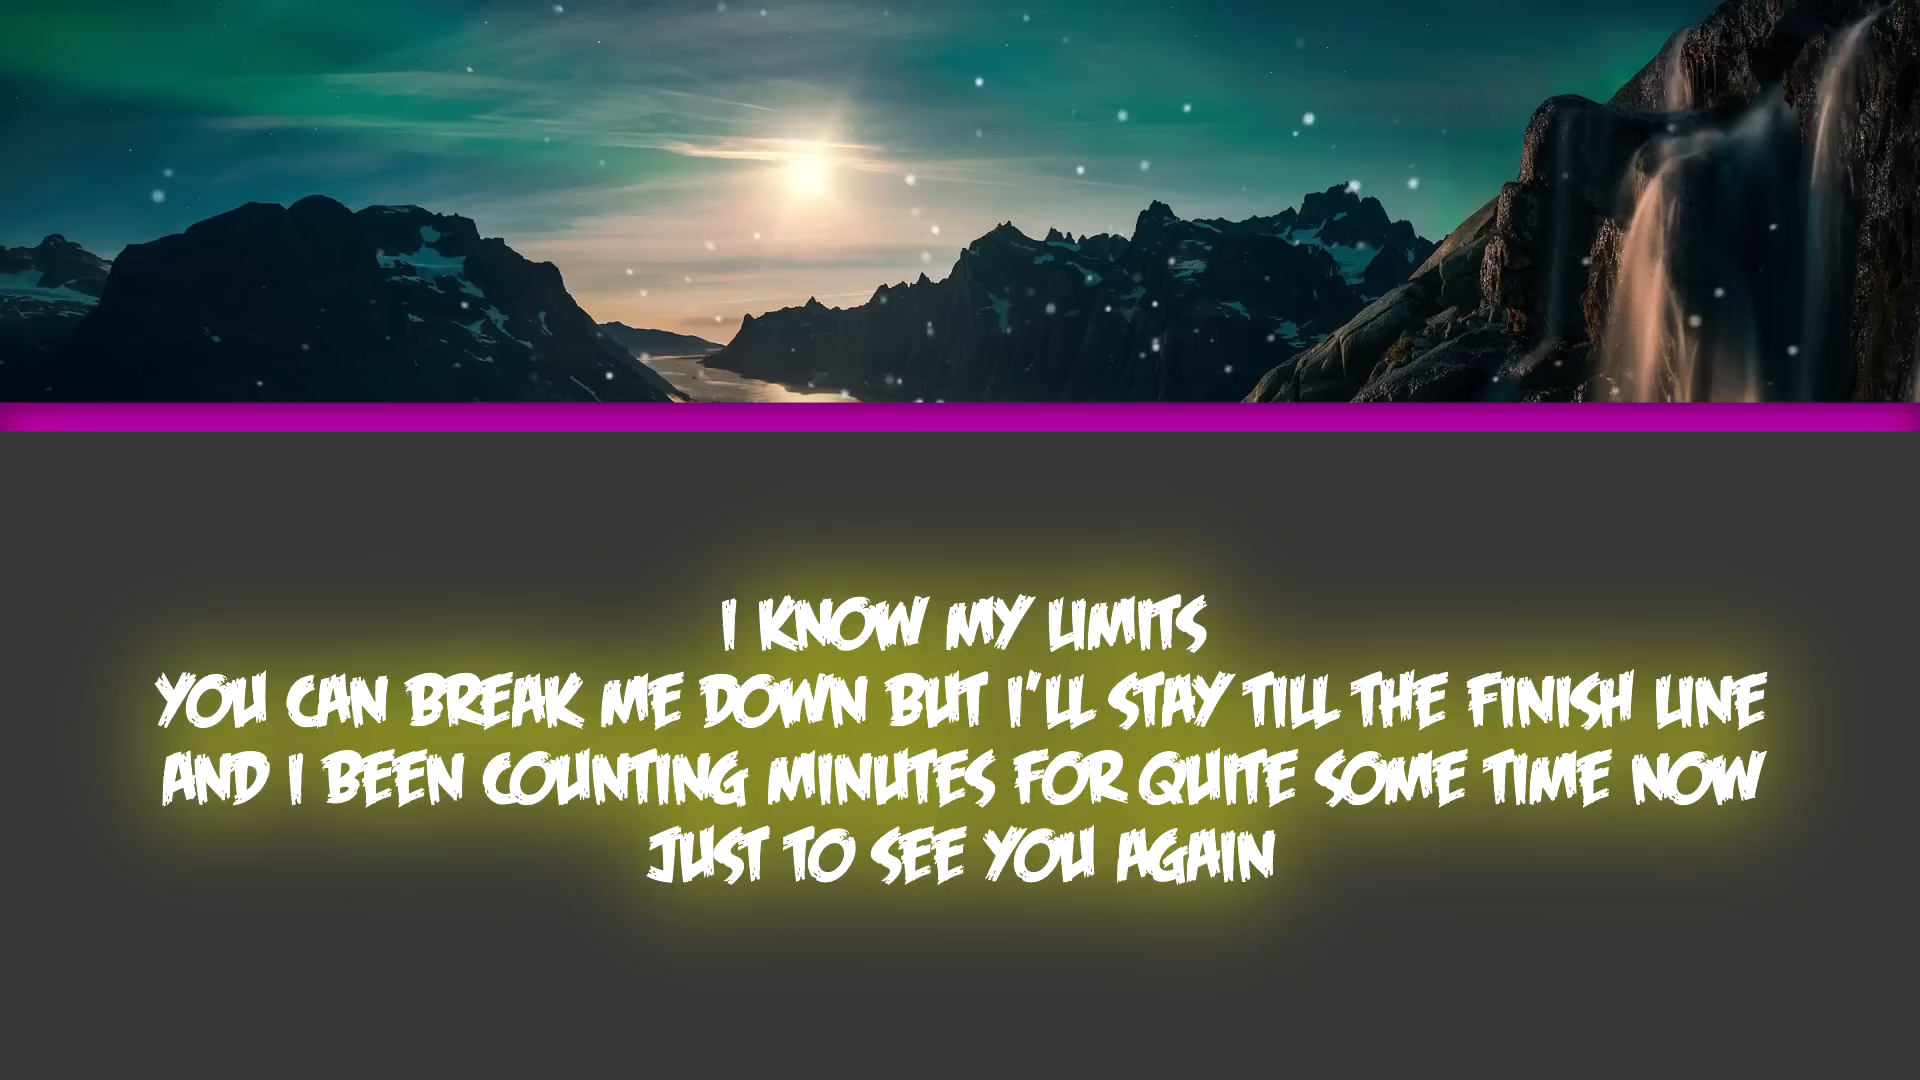 I KNOW MY LIMITS
YOU CAN BREAK ME DOWN BUT I'LL STAY TILL THE FINISH LINE
AND I BEEN COUNTING MINUTES FOR QUITE SOME TIME NOW
JUST TO SEE YOU AGAIN